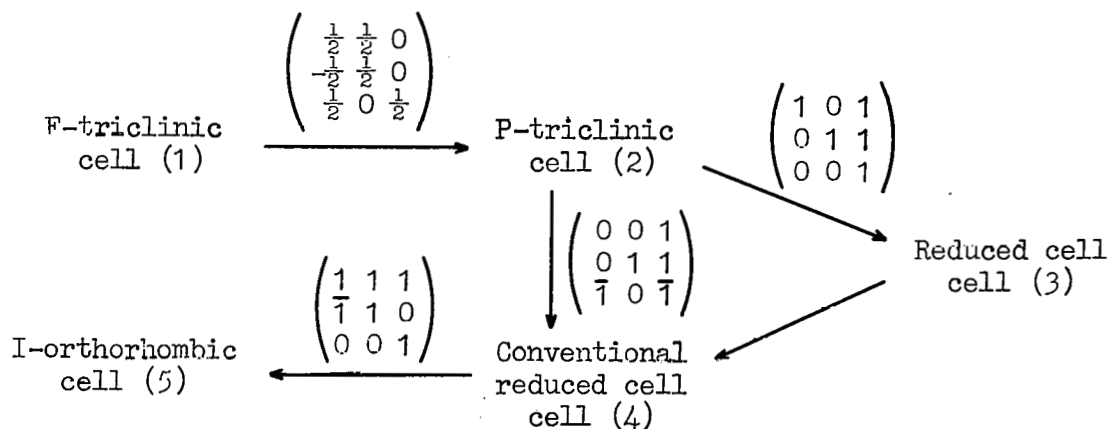 ½ ½ 0
-½ ½ 0
½ 0 ½
F-triclinic
cell (1)
P-triclinic
cell (2)
1 0 1
0 1 1
0 0 1
0 0 1
0 1 1
1̄ 0 1̄
Reduced cell
cell (3)
1 1 1
1̄ 1 0
0 0 1
I-orthorhombic
cell (5)
Conventional
reduced cell
cell (4)